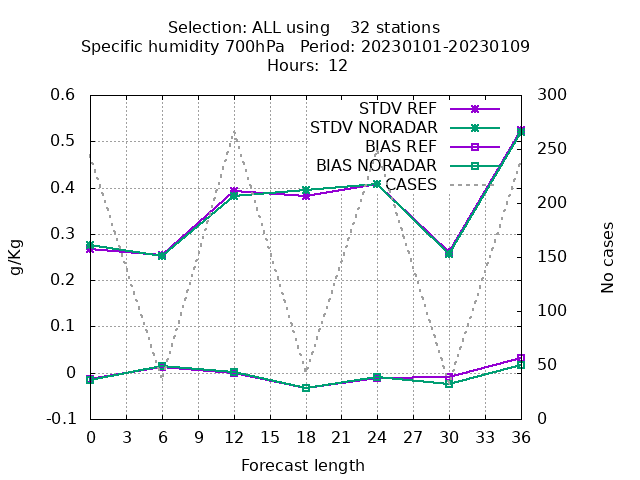 Selection: ALL using    32 stations
Specific humidity 700hPa   Period: 20230101-20230109
Hours: 12
STDV REF
STDV NORADAR
BIAS REF
BIAS NORADAR
CASES
0.6
0.5
0.4
0.3
0.2
0.1
0
-0.1
g/Kg
300
250
200
150
100
50
0
No cases
0 3 6 9 12 15 18 21 24 27 30 33 36
Forecast length